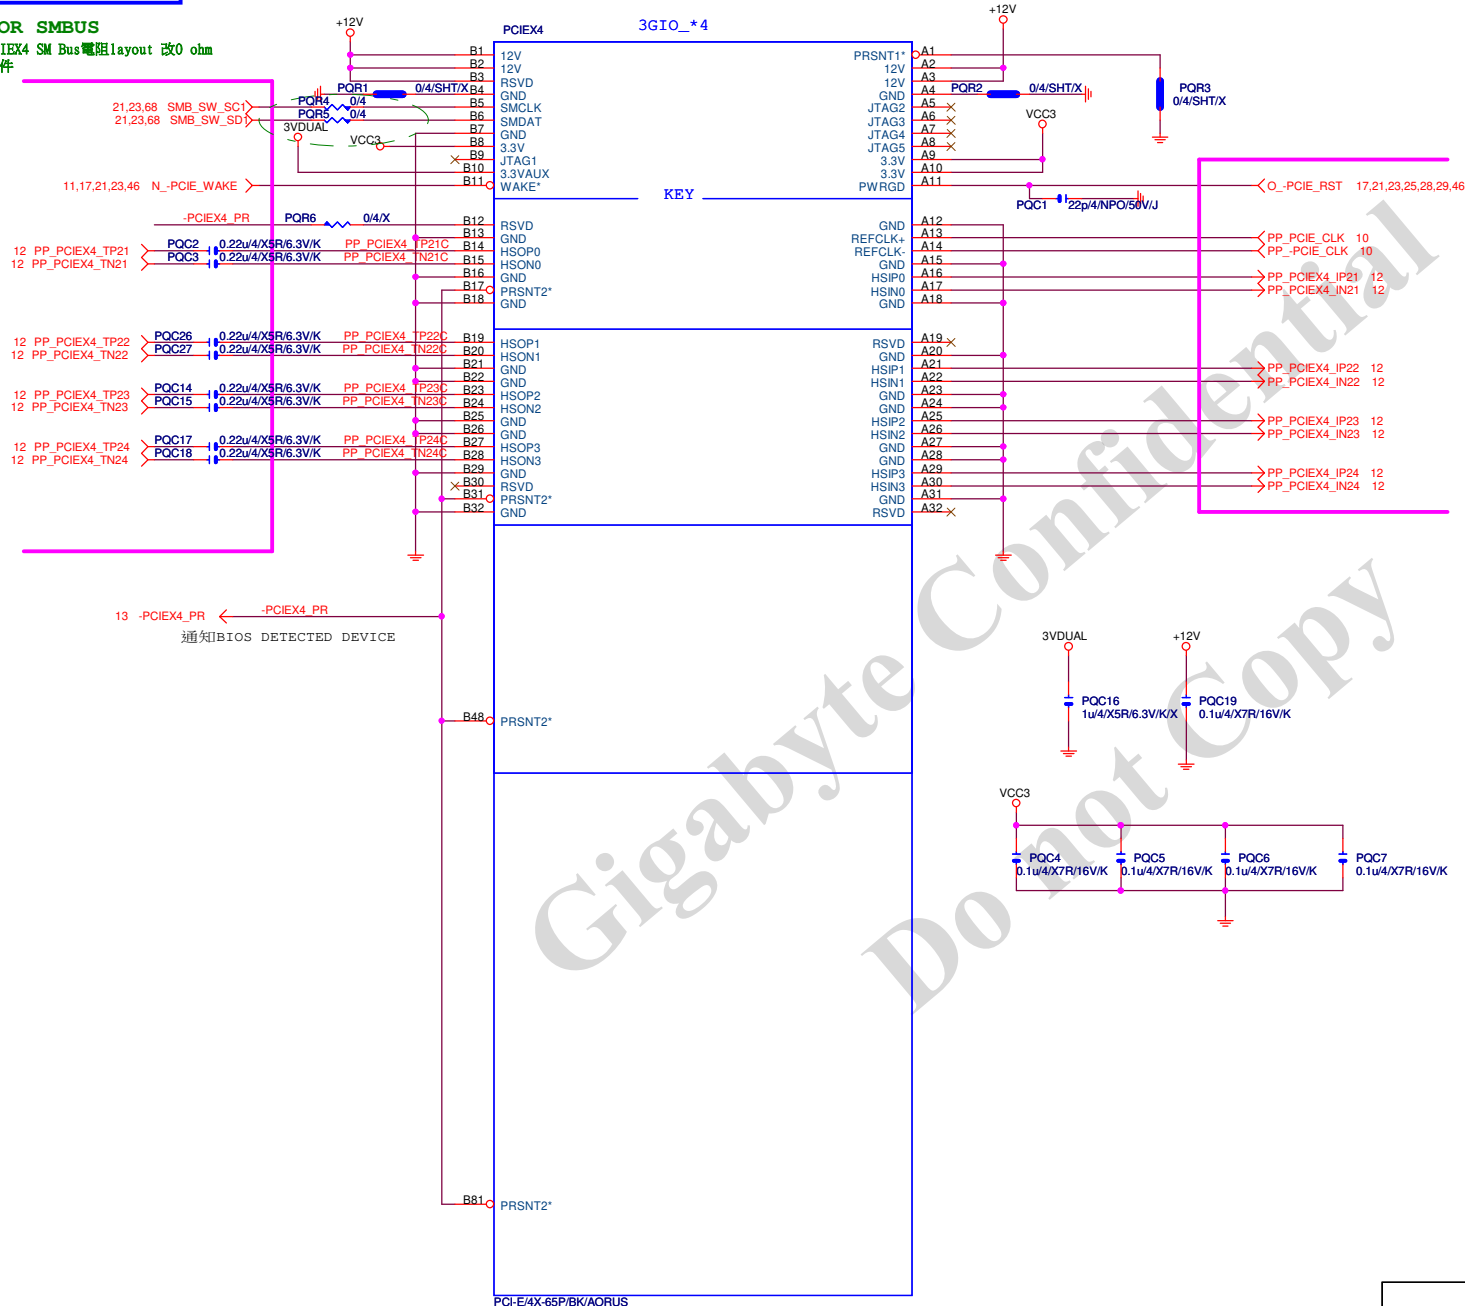 OR SMBUS
IEX4 SM Bus電阻layout 改0 ohm
件
+12V
PCIEX4
3GIO_*4
+12V
B1 12V
B2 12V
B3 RSVD
B4 GND
B5 SMCLK
B6 SMDAT
B7 GND
B8 3.3V
B9 JTAG1
B10 3.3VAUX
B11 WAKE*
PRSNT1* A1
12V A2
12V A3
GND A4
JTAG2 A5
JTAG3 A6
JTAG4 A7
JTAG5 A8
3.3V A9
3.3V A10
PWRGD A11
PQR1 0/4/SHT/X
PQR4 0/4
PQR5 0/4
21,23,68 SMB_SW_SC1
21,23,68 SMB_SW_SD1
3VDUAL
VCC3
11,17,21,23,46 N_-PCIE_WAKE
PQR2 0/4/SHT/X
PQR3
0/4/SHT/X
VCC3
KEY
PQC1 22p/4/NPO/50V/J
O_-PCIE_RST 17,21,23,25,28,29,46
-PCIEX4_PR PQR6 0/4/X
B12 RSVD
B13 GND
B14 HSOP0
B15 HSON0
B16 GND
B17 PRSNT2*
B18 GND
GND A12
REFCLK+ A13
REFCLK- A14
GND A15
HSIP0 A16
HSIN0 A17
GND A18
12 PP_PCIEX4_TP21 PQC2 0.22u/4/X5R/6.3V/K PP_PCIEX4_TP21C
12 PP_PCIEX4_TN21 PQC3 0.22u/4/X5R/6.3V/K PP_PCIEX4_TN21C
PP_PCIE_CLK 10
PP_-PCIE_CLK 10
PP_PCIEX4_IP21 12
PP_PCIEX4_IN21 12
B19 HSOP1
B20 HSON1
B21 GND
B22 GND
B23 HSOP2
B24 HSON2
B25 GND
B26 GND
B27 HSOP3
B28 HSON3
B29 GND
B30 RSVD
B31 PRSNT2*
B32 GND
RSVD A19
GND A20
HSIP1 A21
HSIN1 A22
GND A23
GND A24
HSIP2 A25
HSIN2 A26
GND A27
GND A28
HSIP3 A29
HSIN3 A30
GND A31
RSVD A32
12 PP_PCIEX4_TP22 PQC26 0.22u/4/X5R/6.3V/K PP_PCIEX4_TP22C
12 PP_PCIEX4_TN22 PQC27 0.22u/4/X5R/6.3V/K PP_PCIEX4_TN22C
12 PP_PCIEX4_TP23 PQC14 0.22u/4/X5R/6.3V/K PP_PCIEX4_TP23C
12 PP_PCIEX4_TN23 PQC15 0.22u/4/X5R/6.3V/K PP_PCIEX4_TN23C
12 PP_PCIEX4_TP24 PQC17 0.22u/4/X5R/6.3V/K PP_PCIEX4_TP24C
12 PP_PCIEX4_TN24 PQC18 0.22u/4/X5R/6.3V/K PP_PCIEX4_TN24C
PP_PCIEX4_IP22 12
PP_PCIEX4_IN22 12
PP_PCIEX4_IP23 12
PP_PCIEX4_IN23 12
PP_PCIEX4_IP24 12
PP_PCIEX4_IN24 12
13 -PCIEX4_PR -PCIEX4_PR
通知BIOS DETECTED DEVICE
B48 PRSNT2*
B81 PRSNT2*
3VDUAL
PQC16
1u/4/X5R/6.3V/K/X
+12V
PQC19
0.1u/4/X7R/16V/K
VCC3
PQC4
0.1u/4/X7R/16V/K
PQC5
0.1u/4/X7R/16V/K
PQC6
0.1u/4/X7R/16V/K
PQC7
0.1u/4/X7R/16V/K
Gigabyte Confidential
Do not Copy
PCI-E/4X-65P/BK/AORUS